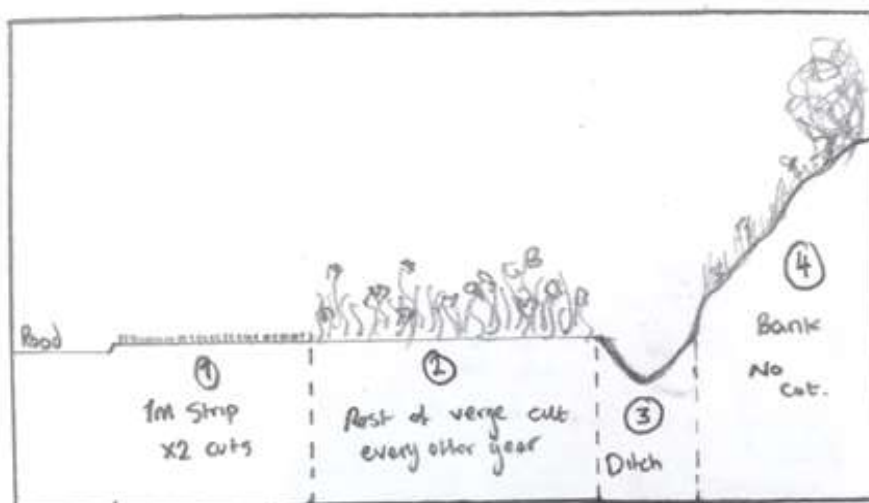 Road
1
1m strip
x2 cuts
2
Rest of verge cut
every other year
3
Ditch
4
Bank
No
cut.